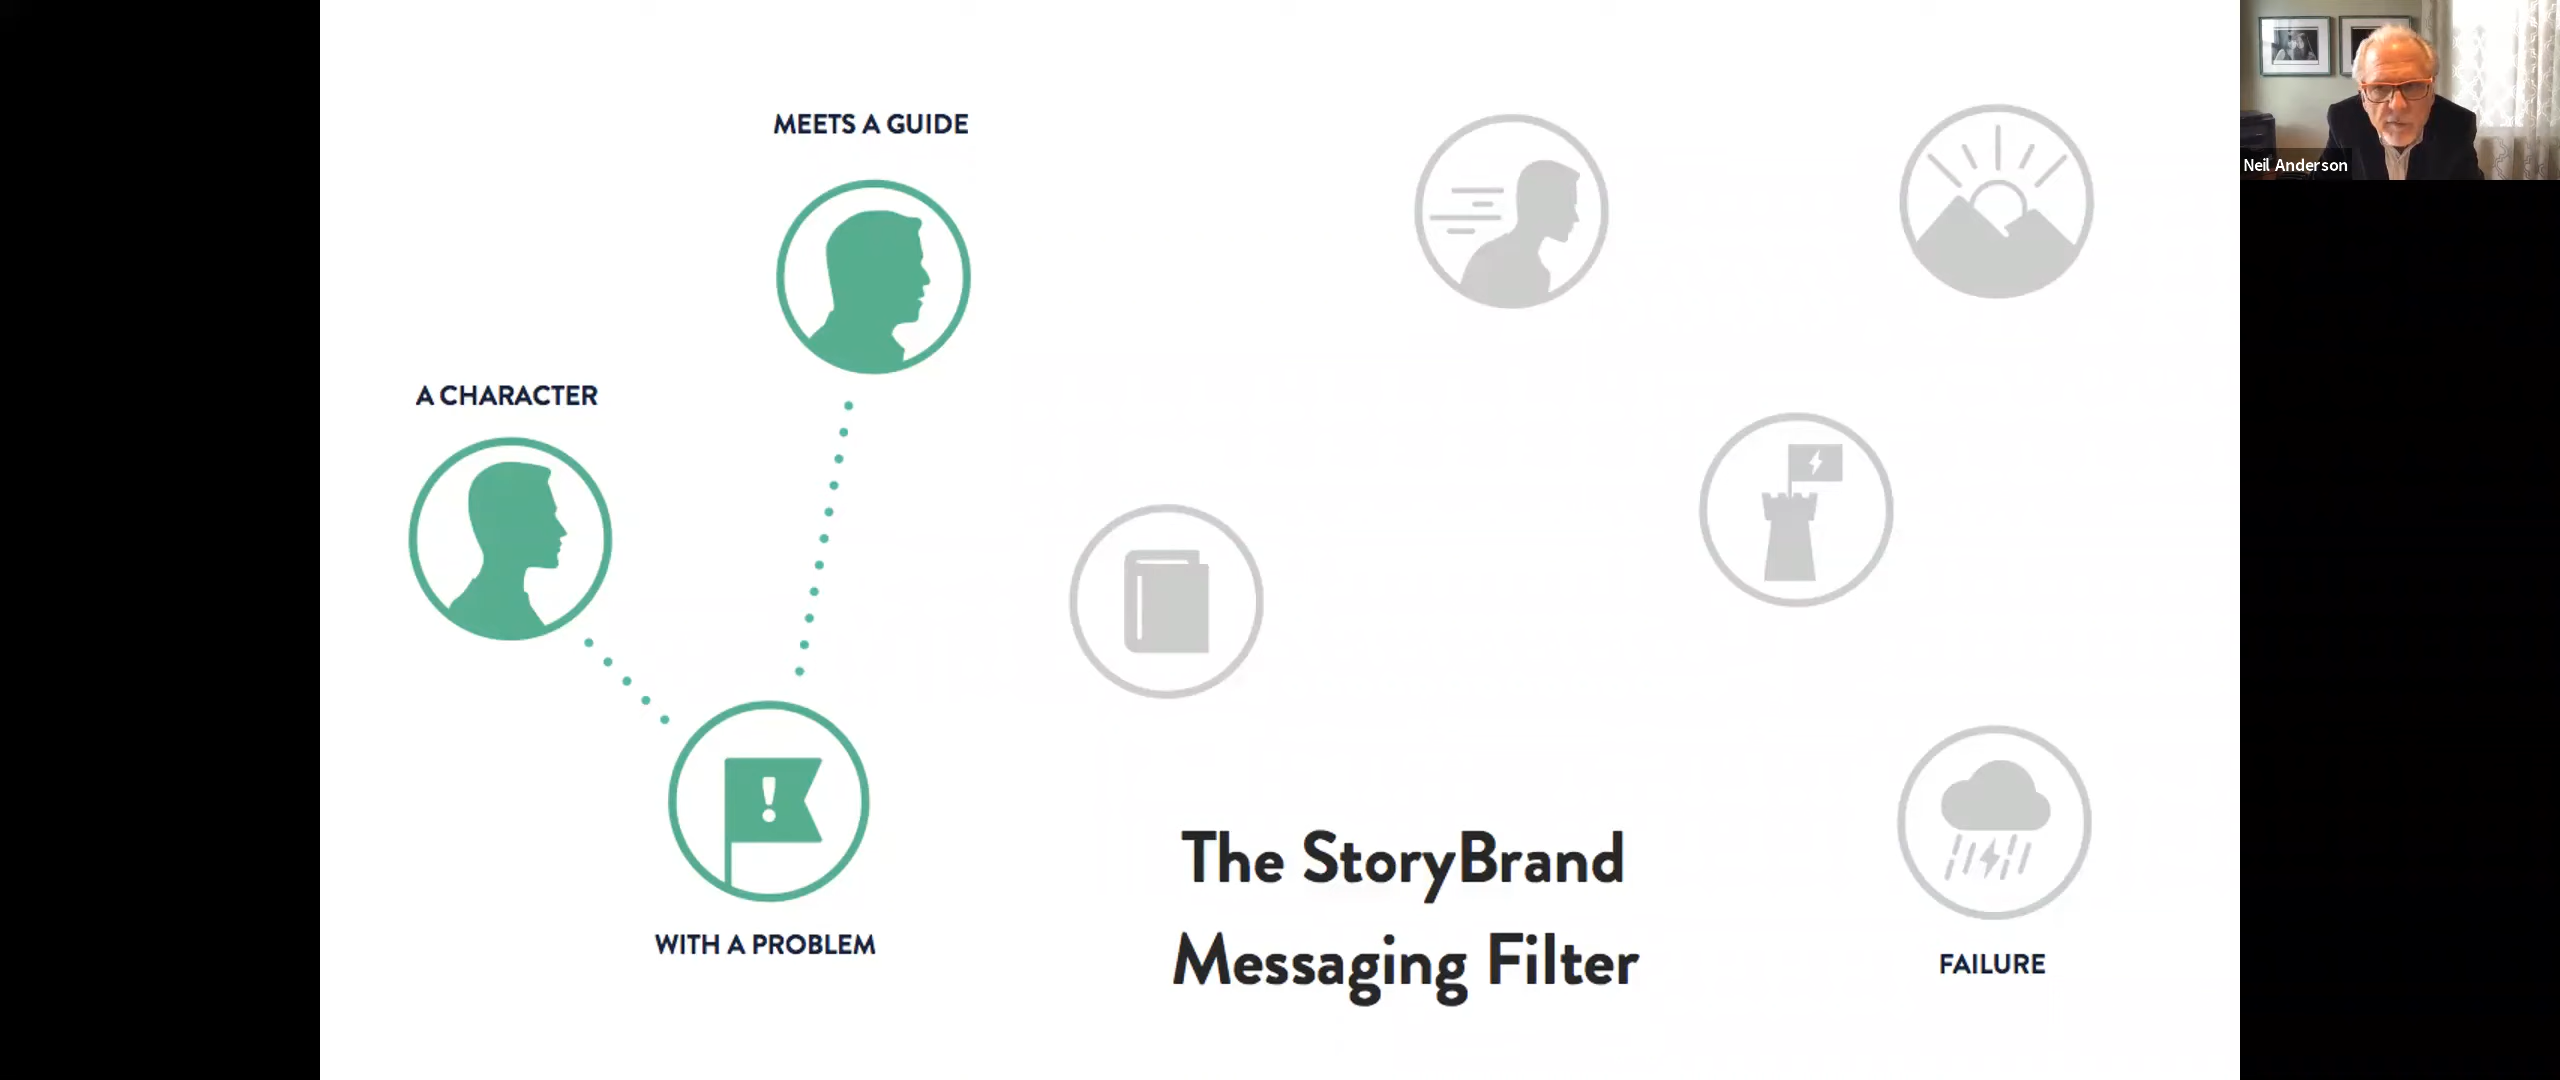 MEETS A GUIDE
Neil Anderson
A CHARACTER
The StoryBrand
Messaging Filter
WITH A PROBLEM
FAILURE